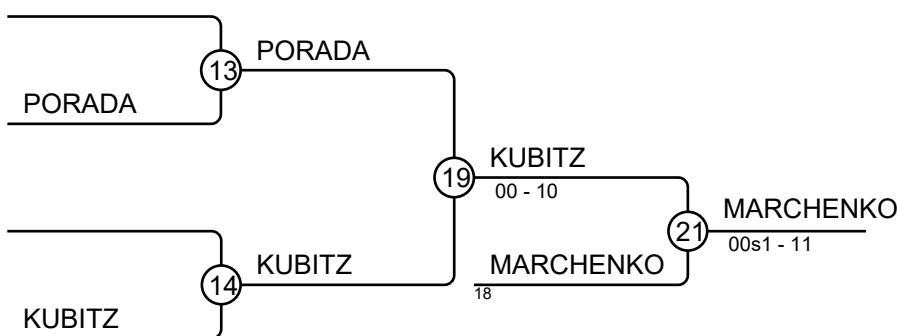 PORADA
13
PORADA
KUBITZ
19
00 - 10
MARCHENKO
21
00s1 - 11
KUBITZ
14
MARCHENKO
18
KUBITZ